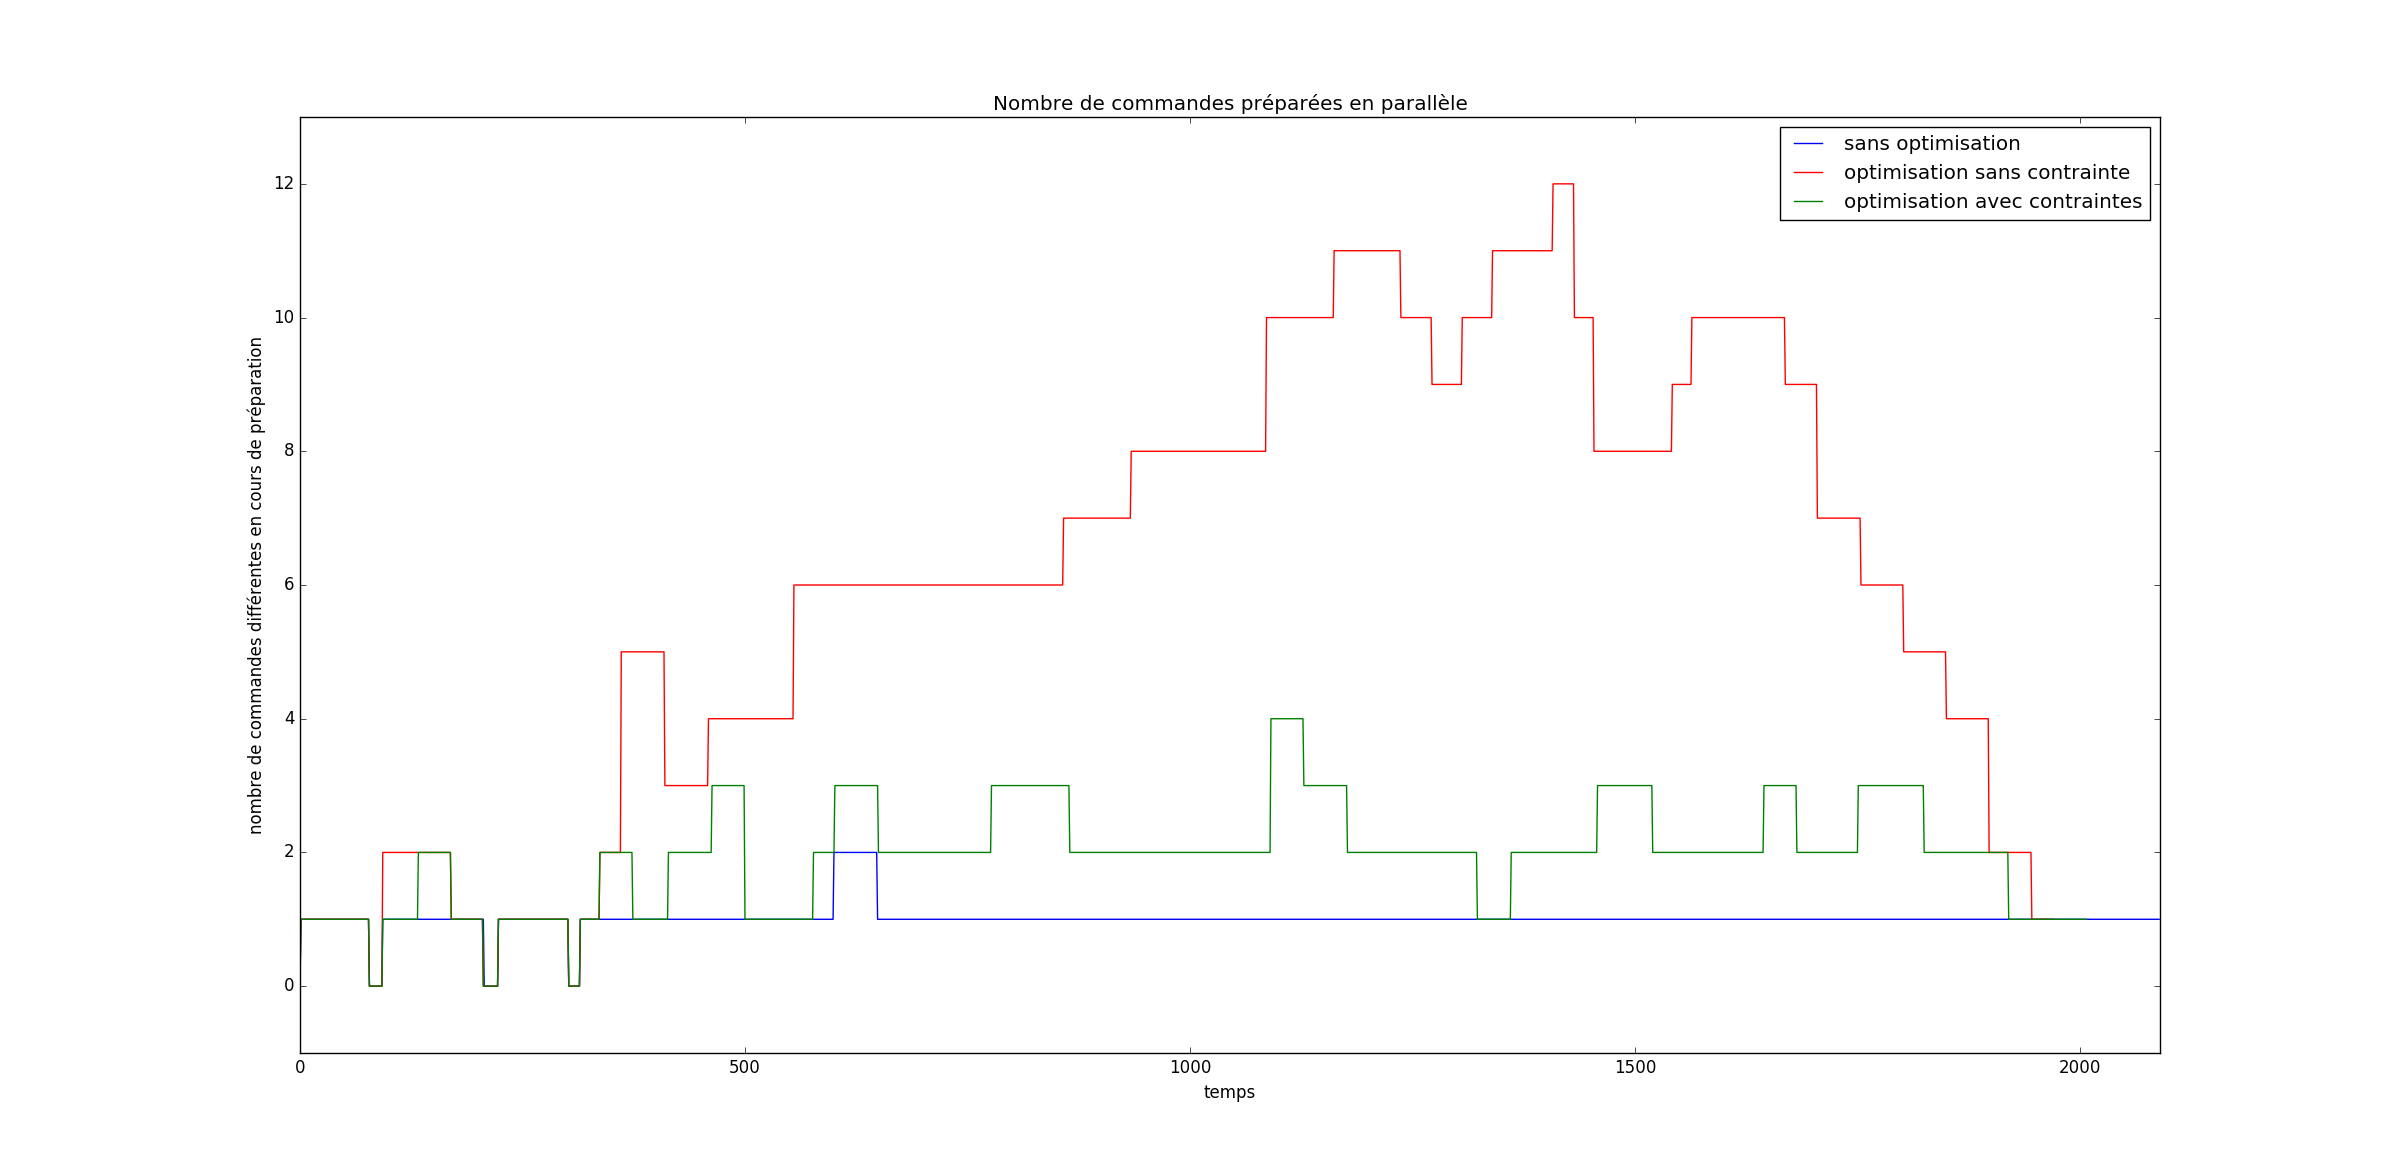 Nombre de commandes préparées en parallèle
sans optimisation
optimisation sans contrainte
optimisation avec contraintes
nombre de commandes différentes en cours de préparation
12
10
8
6
4
2
0
0
500
1000
1500
2000
temps